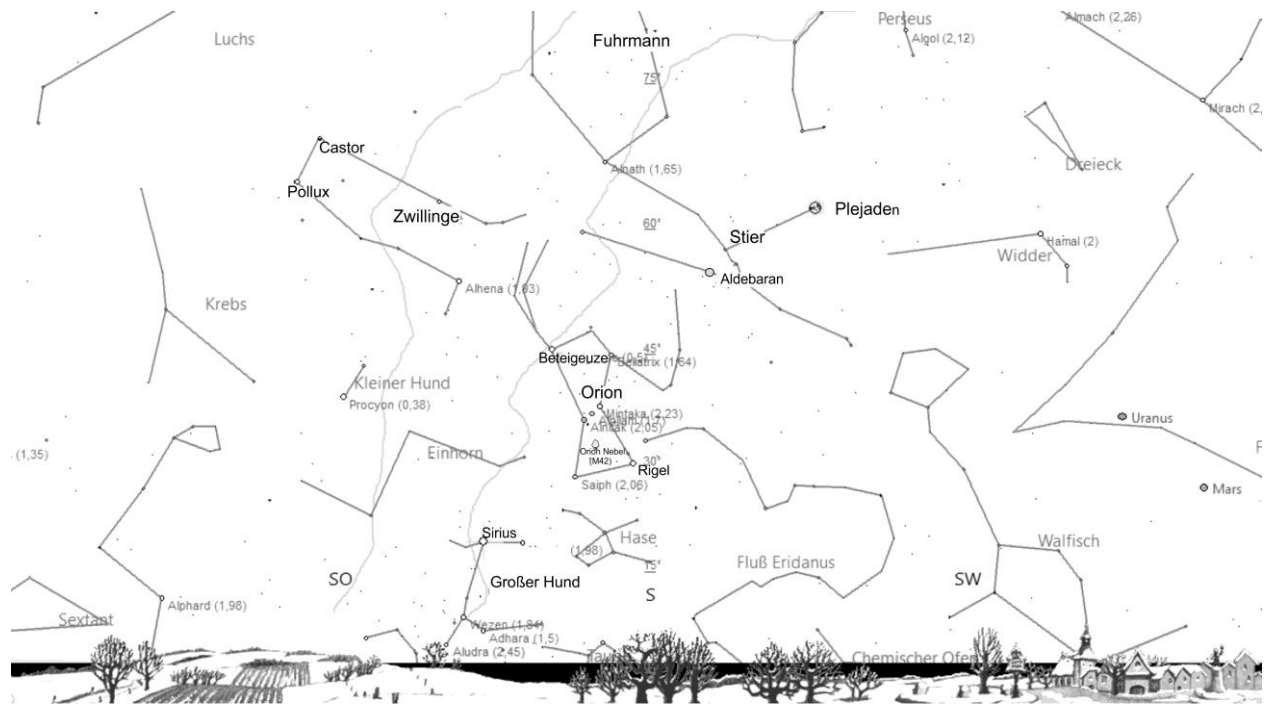 Perseus
Almach (2,26)
Luchs
Fuhrmann
Algol (2,12)
75°
Mirach (2,
Castor
Alnath (1,65)
Dreieck
Pollux
Zwillinge
60°
Plejaden
Stier
Hamal (2)
Widder
Aldebaran
Alhena (1,93)
Krebs
45°
Beteigeuze
Bellatrix (1,64)
Kleiner Hund
Orion
Procyon (0,38)
Mintaka (2,23)
Uranus
Alnitak (2,05)
Einhorn
(1,35)
Orion Nebel
(M42)
30°
Rigel
Saiph (2,06)
Mars
Sirius
Hase
(1,98)
Walfisch
Fluß Eridanus
15°
SO
Großer Hund
S
SW
Alphard (1,98)
Sextant
Wezen (1,84)
Adhara (1,5)
Aludra (2,45)
Chemischer Ofen